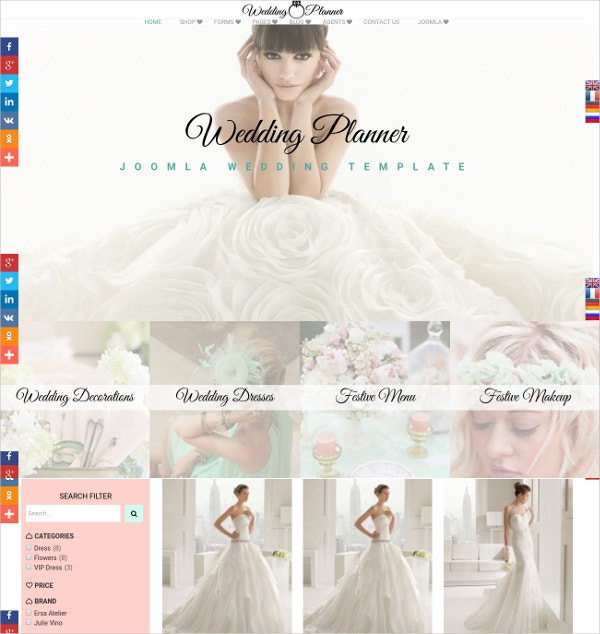 Wedding Planner
HOME SHOP FORMS PAGES BLOG AGENTS CONTACT US JOOMLA
Wedding Planner
JOOMLA WEDDING TEMPLATE
Wedding Decorations
Wedding Dresses
Festive Menu
Festive Makeup
SEARCH FILTER
Search...
CATEGORIES
Dress (8)
Flowers (8)
VIP Dress (3)
PRICE
BRAND
Ersa Atelier
Julie Vino